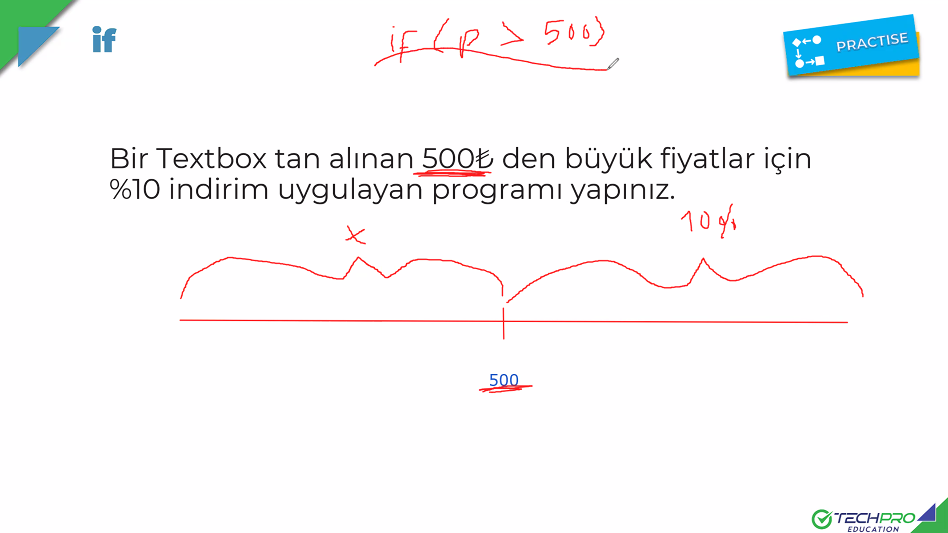 if
if (p > 500)
PRACTISE
Bir Textbox tan alınan 500₺ den büyük fiyatlar için
%10 indirim uygulayan programı yapınız.
x
10%
500
TECHPRO
EDUCATION